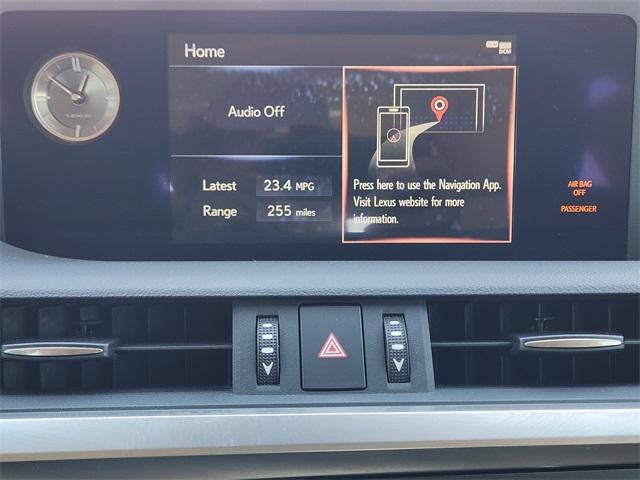 Home
DCM
Audio Off
Latest 23.4 MPG
Range 255 miles
Press here to use the Navigation App.
Visit Lexus website for more
information.
AIR BAG
OFF
PASSENGER